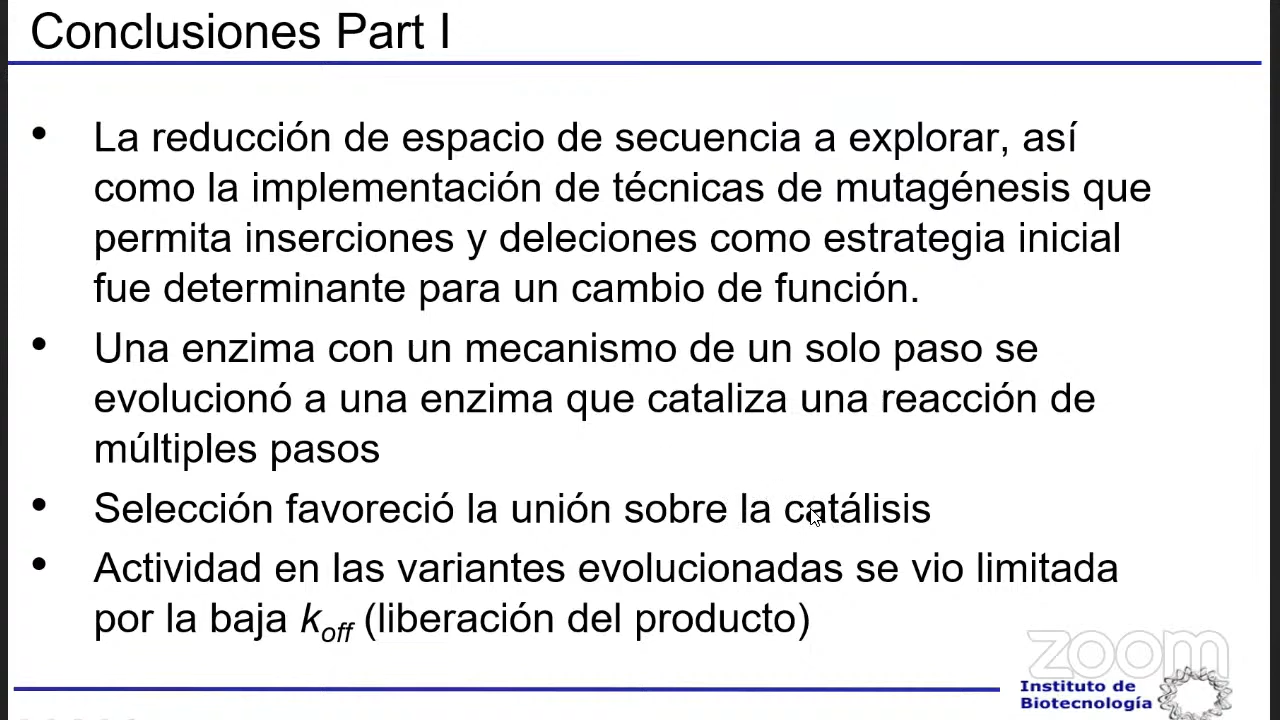 Conclusiones Part I
• La reducción de espacio de secuencia a explorar, así
como la implementación de técnicas de mutagénesis que
permita inserciones y deleciones como estrategia inicial
fue determinante para un cambio de función.
• Una enzima con un mecanismo de un solo paso se
evolucionó a una enzima que cataliza una reacción de
múltiples pasos
• Selección favoreció la unión sobre la catálisis
• Actividad en las variantes evolucionadas se vio limitada
por la baja koff (liberación del producto)
zoom
Instituto de
Biotecnología